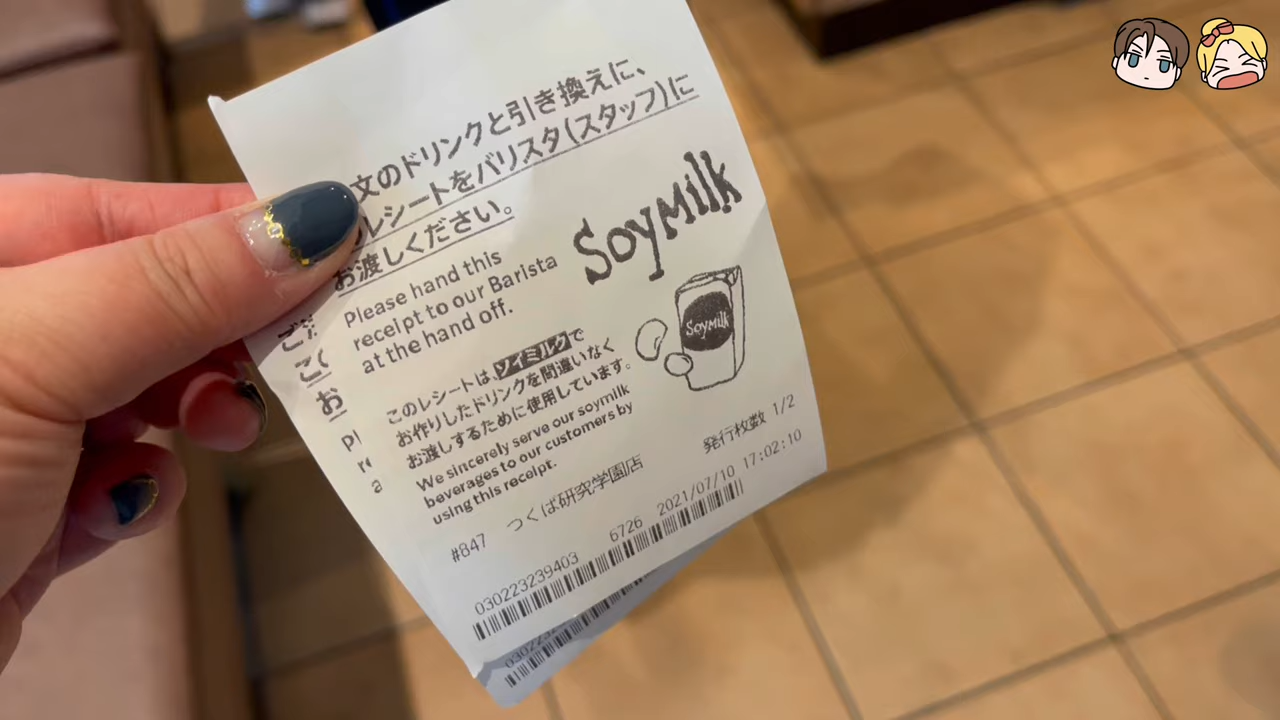 文のドリンクと引き換えに、
レシートをバリスタ(スタッフ)に
お渡しください。
Please hand this
receipt to our Barista
at the hand off.
SoyMilk
SoyMilk
このレシートは、ソイミルクで
お作りしたドリンクを間違いなく
お渡しするために使用しています。
We sincerely serve our soymilk
beverages to our customers by
using this receipt.
発行枚数 1/2
#847 つくば研究学園店
6726 2021/07/10 17:02:10
030223239403